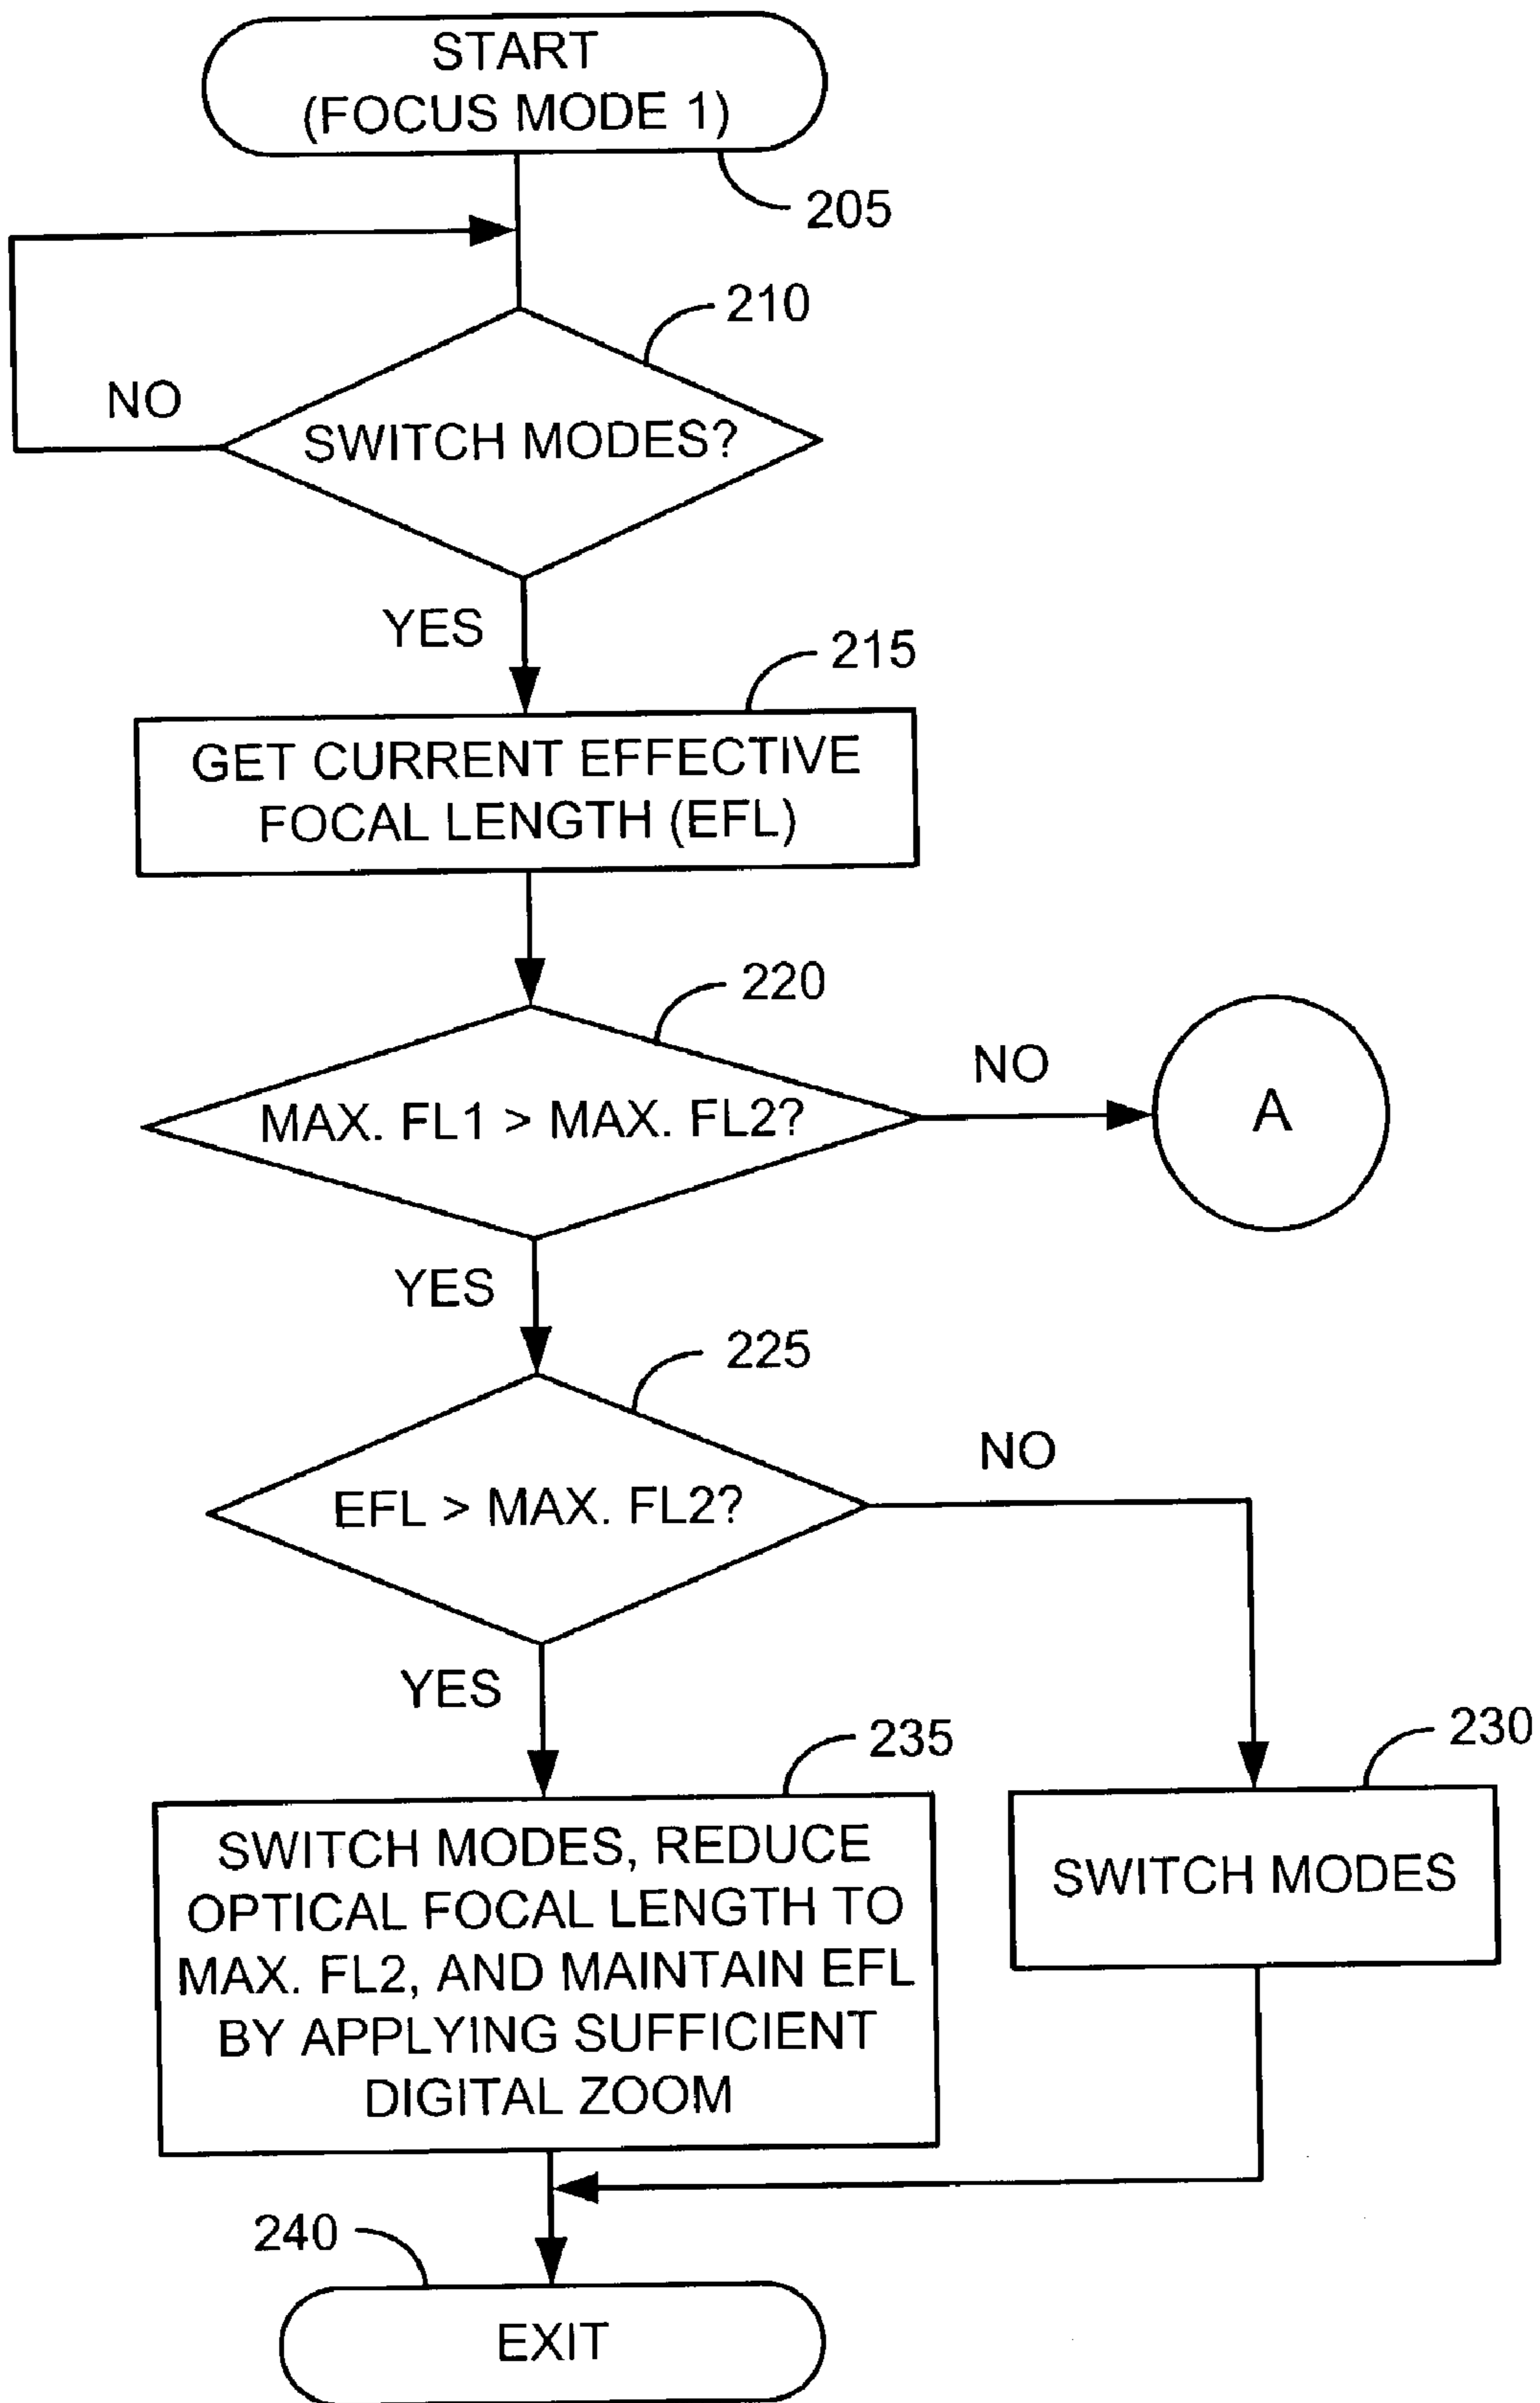 START
(FOCUS MODE 1)
205
210
NO
SWITCH MODES?
YES
215
GET CURRENT EFFECTIVE
FOCAL LENGTH (EFL)
220
NO
MAX. FL1 > MAX. FL2?
A
YES
225
NO
EFL > MAX. FL2?
YES
235
230
SWITCH MODES, REDUCE
OPTICAL FOCAL LENGTH TO
MAX. FL2, AND MAINTAIN EFL
BY APPLYING SUFFICIENT
DIGITAL ZOOM
SWITCH MODES
240
EXIT